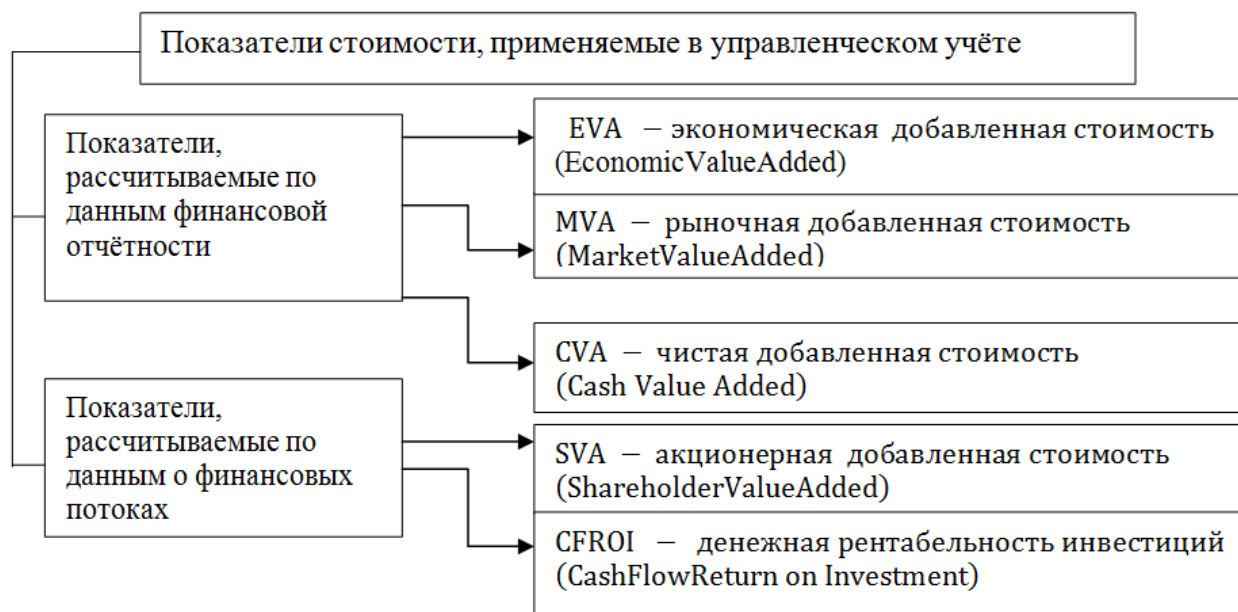 Показатели стоимости, применяемые в управленческом учёте
Показатели,
рассчитываемые по
данным финансовой
отчётности
EVA – экономическая добавленная стоимость
(EconomicValueAdded)
MVA – рыночная добавленная стоимость
(MarketValueAdded)
CVA – чистая добавленная стоимость
(Cash Value Added)
Показатели,
рассчитываемые по
данным о финансовых
потоках
SVA – акционерная добавленная стоимость
(ShareholderValueAdded)
CFROI – денежная рентабельность инвестиций
(CashFlowReturn on Investment)